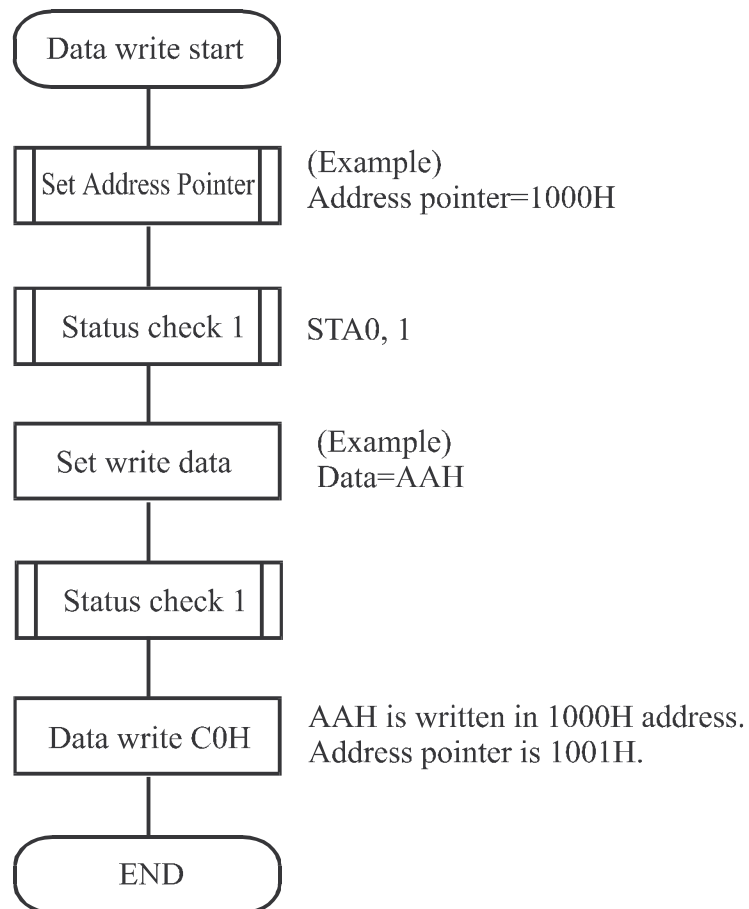 Data write start
Set Address Pointer
(Example)
Address pointer=1000H
Status check 1
STA0, 1
Set write data
(Example)
Data=AAH
Status check 1
Data write C0H
AAH is written in 1000H address.
Address pointer is 1001H.
END